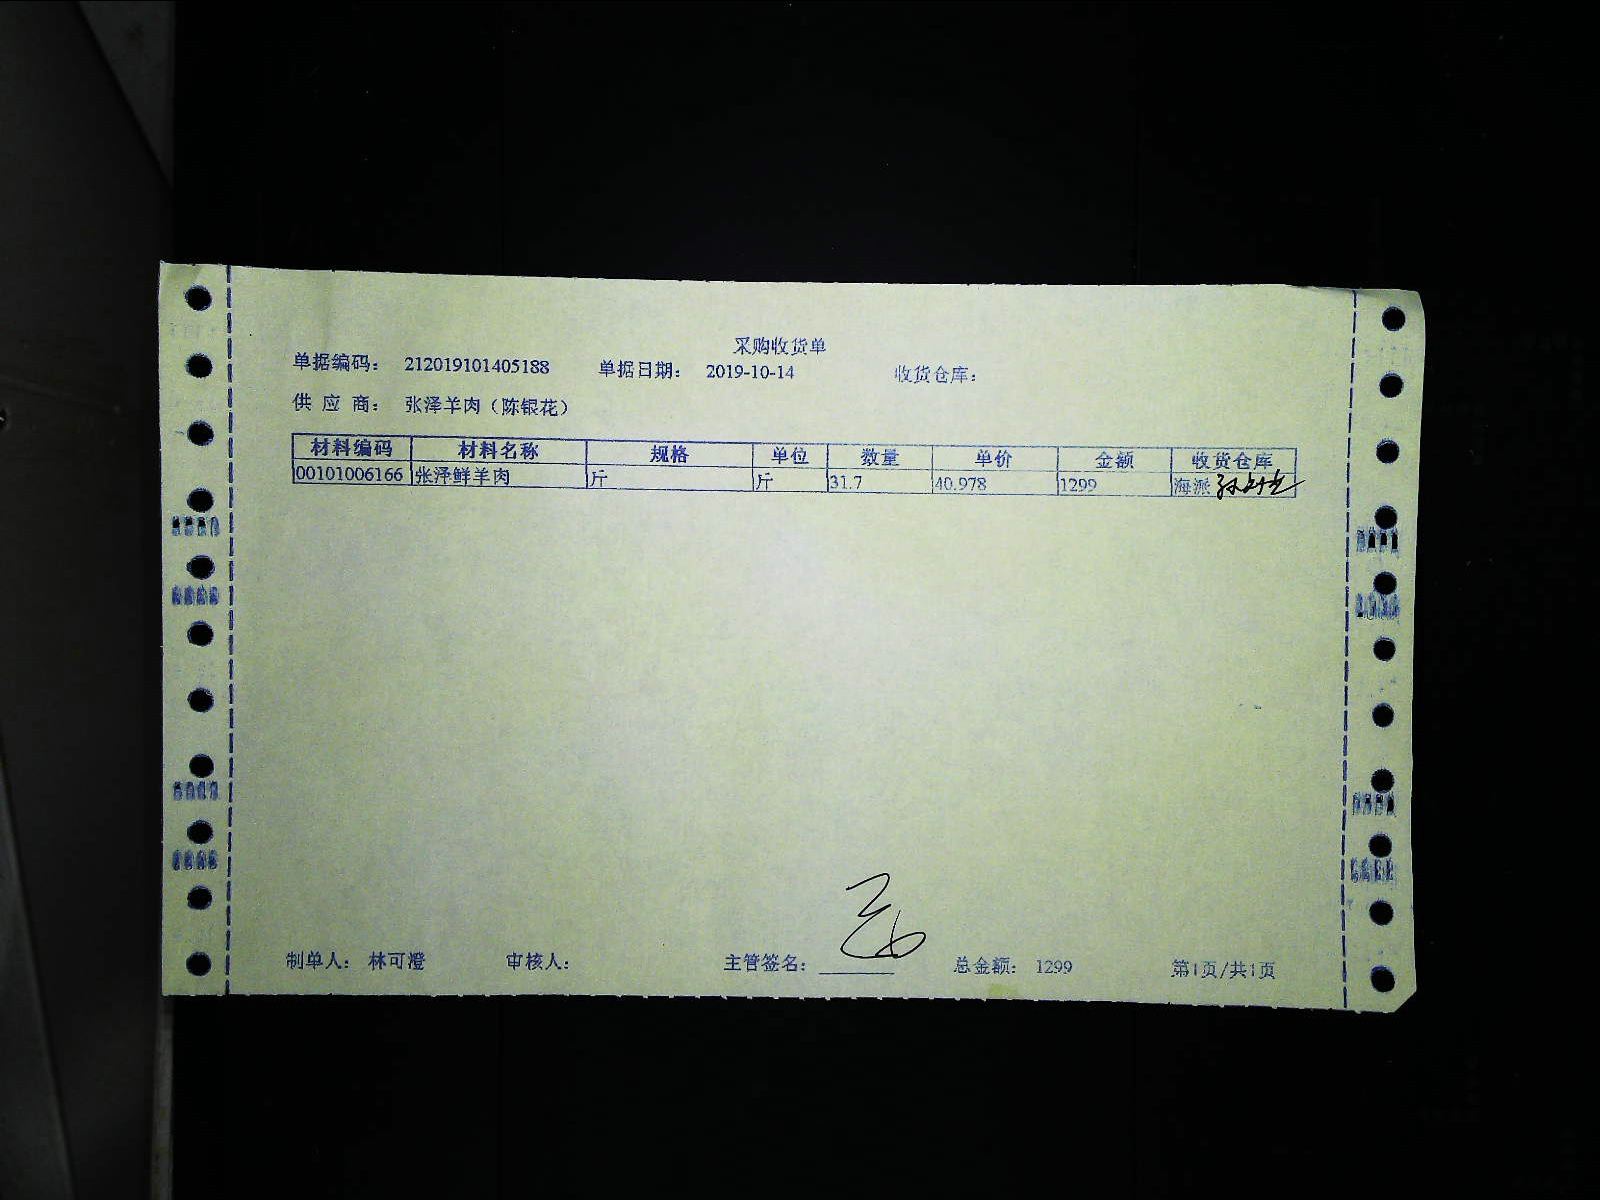 采购收货单
单据编码： 212019101405188 单据日期： 2019-10-14 收货仓库：
供 应 商： 张泽羊肉（陈银花）
材料编码 材料名称 规格 单位 数量 单价 金额 收货仓库
00101006166 张泽鲜羊肉 斤 斤 31.7 40.978 1299 海派
制单人： 林可澄 审核人： 主管签名： 总金额： 1299 第1页/共1页